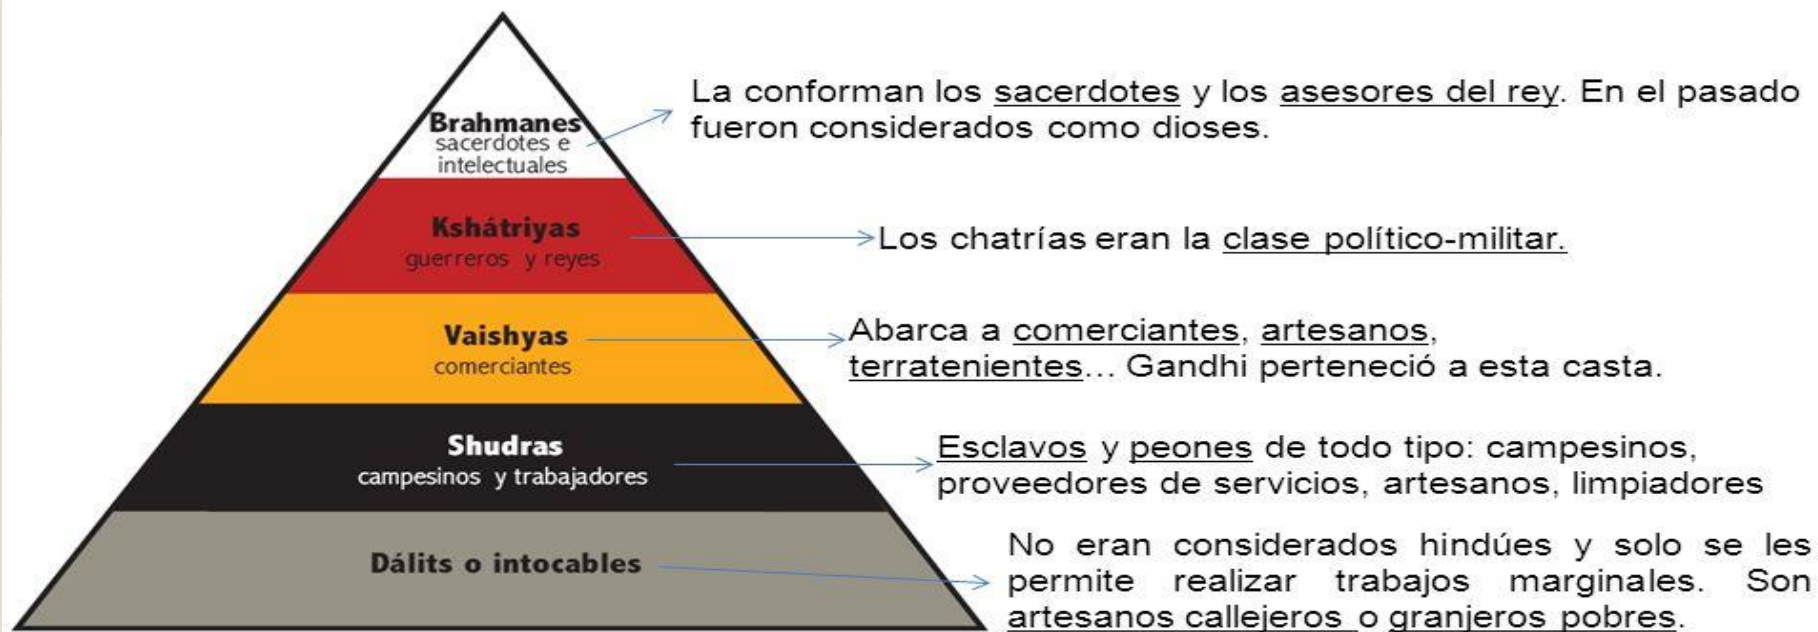 Brahmanes
sacerdotes e
intelectuales
La conforman los sacerdotes y los asesores del rey. En el pasado
fueron considerados como dioses.
Kshátriyas
guerreros y reyes
Los chatrías eran la clase político-militar.
Vaishyas
comerciantes
Abarca a comerciantes, artesanos,
terratenientes... Gandhi perteneció a esta casta.
Shudras
campesinos y trabajadores
Esclavos y peones de todo tipo: campesinos,
proveedores de servicios, artesanos, limpiadores
Dálits o intocables
No eran considerados hindúes y solo se les
permite realizar trabajos marginales. Son
artesanos callejeros o granjeros pobres.